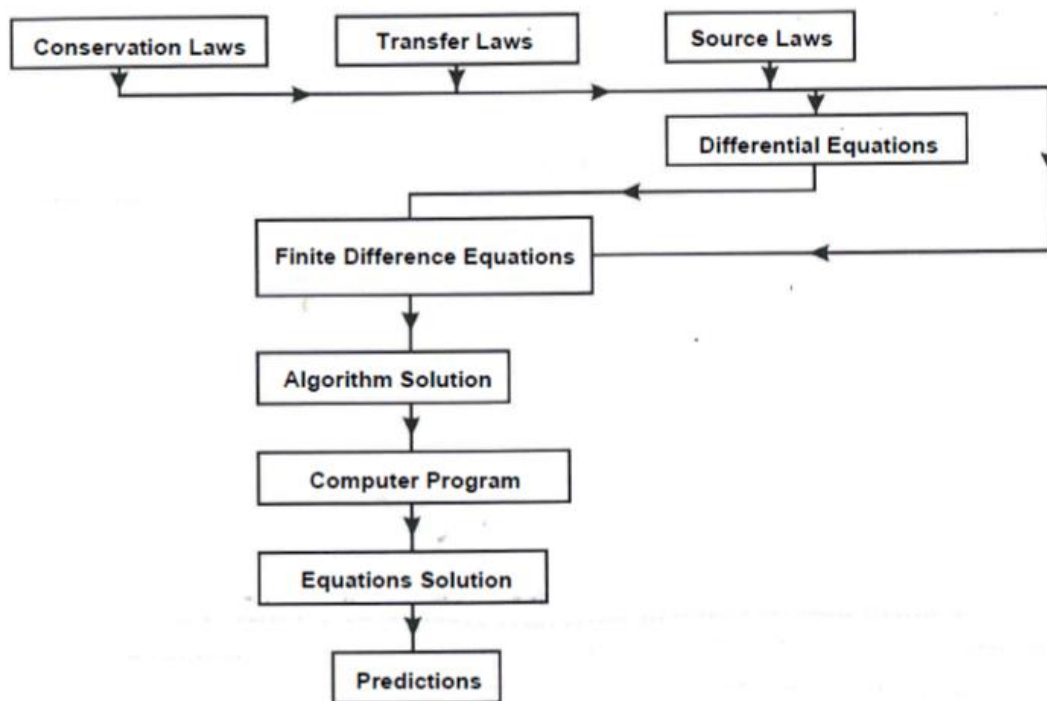 Conservation Laws
Transfer Laws
Source Laws
Differential Equations
Finite Difference Equations
Algorithm Solution
Computer Program
Equations Solution
Predictions